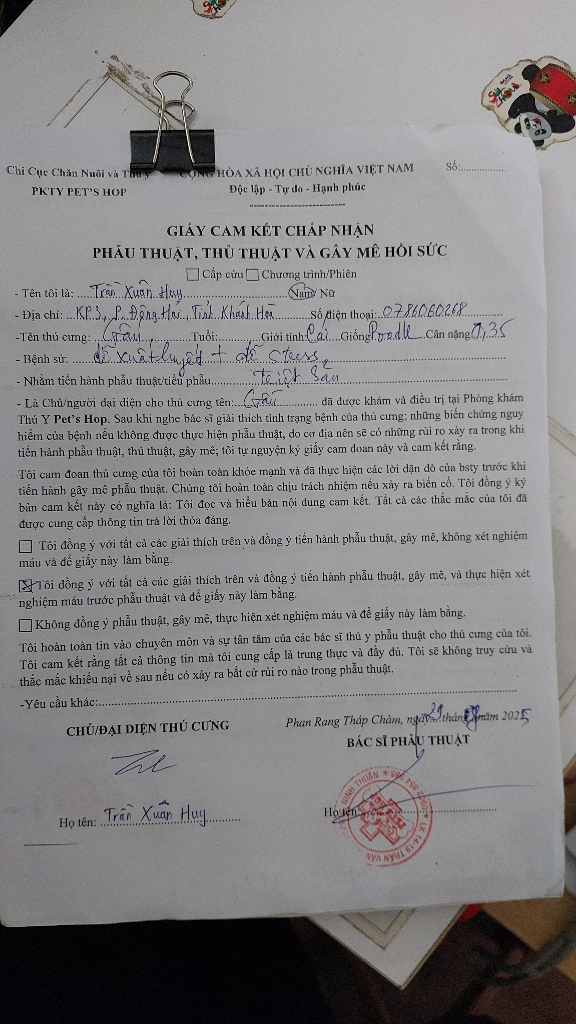 Chi Cục Chăn Nuôi và Thú y CỘNG HÒA XÃ HỘI CHỦ NGHĨA VIỆT NAM Số:................
PKTY PET'S HOP Độc lập - Tự do - Hạnh phúc
GIẤY CAM KẾT CHẤP NHẬN
PHẪU THUẬT, THỦ THUẬT VÀ GÂY MÊ HỒI SỨC
☐ Cấp cứu ☐ Chương trình/Phiên
- Tên tôi là: Trần Xuân Huy Nam/ Nữ
- Địa chỉ: KP3, P. Đông Hải, Tỉnh Khánh Hòa Số điện thoại: 0786060268
-Tên thú cưng: Gấu Tuổi: Giới tính Cái Giống Poodle Cân nặng 0,35
- Bệnh sử: dễ xuất huyết + dễ stress
- Nhằm tiến hành phẫu thuật/tiểu phẫu triệt sản
- Là Chủ/người đại diện cho thú cưng tên: Gấu, đã được khám và điều trị tại Phòng khám
Thú Y Pet's Hop. Sau khi nghe bác sĩ giải thích tình trạng bệnh của thú cưng; những biến chứng nguy
hiểm của bệnh nếu không được thực hiện phẫu thuật, do cơ địa nên sẽ có những rủi ro xảy ra trong khi
tiến hành phẫu thuật, thủ thuật, gây mê; tôi tự nguyện ký giấy cam đoan này và cam kết rằng.
Tôi cam đoan thú cưng của tôi hoàn toàn khỏe mạnh và đã thực hiện các lời dặn dò của bsty trước khi
tiến hành gây mê phẫu thuật. Chúng tôi hoàn toàn chịu trách nhiệm nếu xảy ra biến cố. Tôi đồng ý ký
bản cam kết này có nghĩa là: Tôi đọc và hiểu bản nội dung cam kết. Tất cả các thắc mắc của tôi đã
được cung cấp thông tin trả lời thỏa đáng.
☐ Tôi đồng ý với tất cả các giải thích trên và đồng ý tiến hành phẫu thuật, gây mê, không xét nghiệm
máu và để giấy này làm bằng.
☒ Tôi đồng ý với tất cả các giải thích trên và đồng ý tiến hành phẫu thuật, gây mê, và thực hiện xét
nghiệm máu trước phẫu thuật và để giấy này làm bằng.
☐ Không đồng ý phẫu thuật, gây mê, thực hiện xét nghiệm máu và để giấy này làm bằng.
Tôi hoàn toàn tin vào chuyên môn và sự tận tâm của các bác sĩ thú y phẫu thuật cho thú cưng của tôi.
Tôi cam kết rằng tất cả thông tin mà tôi cung cấp là trung thực và đầy đủ. Tôi sẽ không truy cứu và
thắc mắc khiếu nại về sau nếu có xảy ra bất cứ rủi ro nào trong phẫu thuật.
-Yêu cầu khác:
Phan Rang Tháp Chàm, ngày 29 tháng 08 năm 2025
CHỦ/ĐẠI DIỆN THÚ CƯNG BÁC SĨ PHẪU THUẬT
Họ tên: Trần Xuân Huy Họ tên: